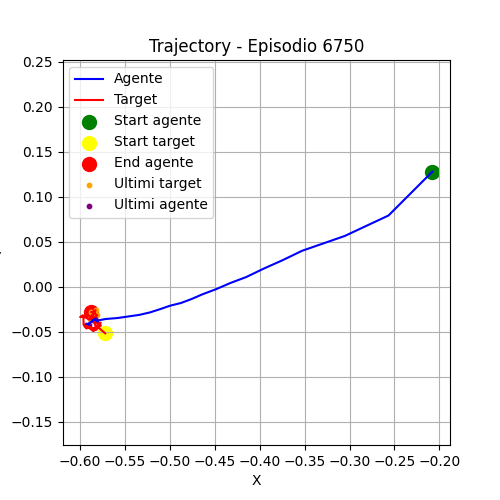 Trajectory - Episodio 6750
Agente
Target
Start agente
Start target
End agente
Ultimi target
Ultimi agente
0.25
0.20
0.15
0.10
0.05
0.00
−0.05
−0.10
−0.15
−0.60 −0.55 −0.50 −0.45 −0.40 −0.35 −0.30 −0.25 −0.20
X